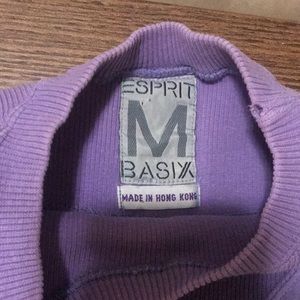 ESPRIT
M
BASIX
MADE IN HONG KONG